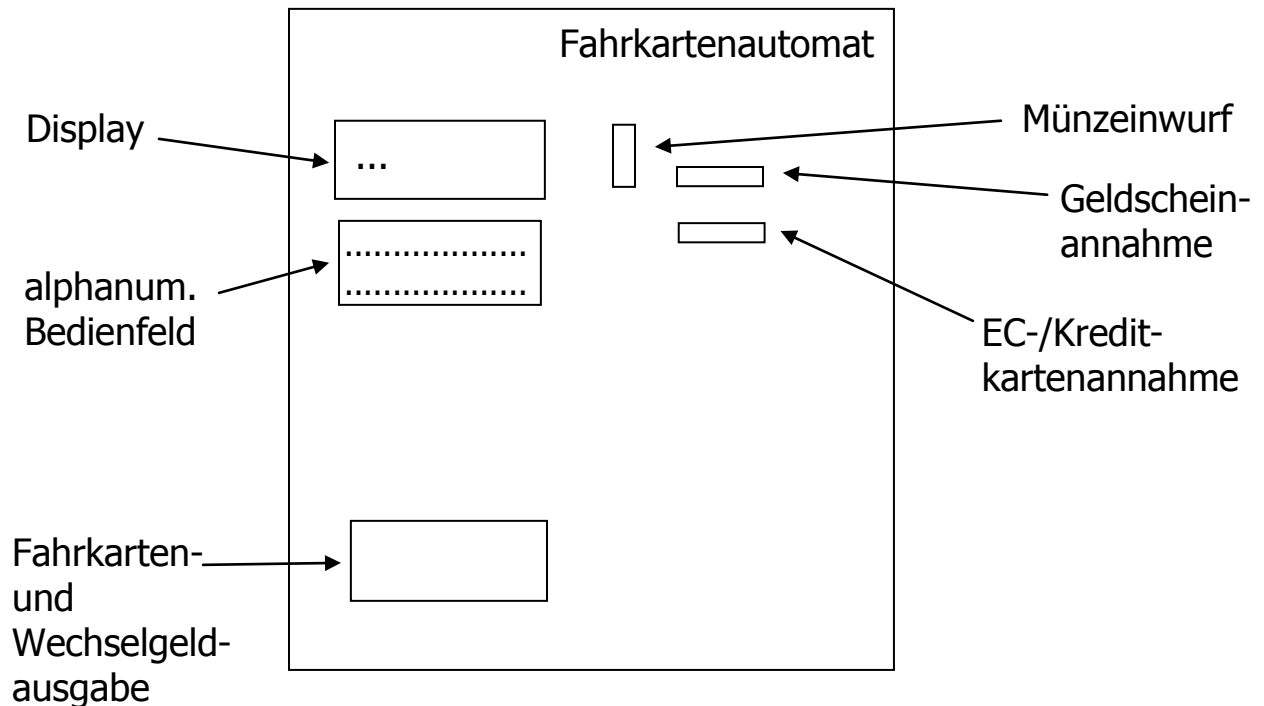 Fahrkartenautomat
Display
...
Münzeinwurf
Geldschein-
annahme
alphanum.
Bedienfeld
...................
...................
EC-/Kredit-
kartenannahme
Fahrkarten-
und
Wechselgeld-
ausgabe